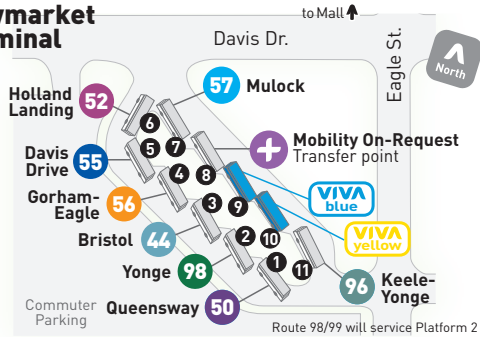 wmarket
minal
to Mall
Davis Dr.
Eagle St.
North
Holland
Landing
52
57
Mulock
Davis
Drive
55
Mobility On-Request
Transfer point
Gorham-
Eagle
56
VIVA
blue
Bristol
44
VIVA
yellow
Yonge
98
96
Keele-
Yonge
Queensway
50
Commuter
Parking
6
5
7
4
8
3
9
2
10
1
11
Route 98/99 will service Platform 2